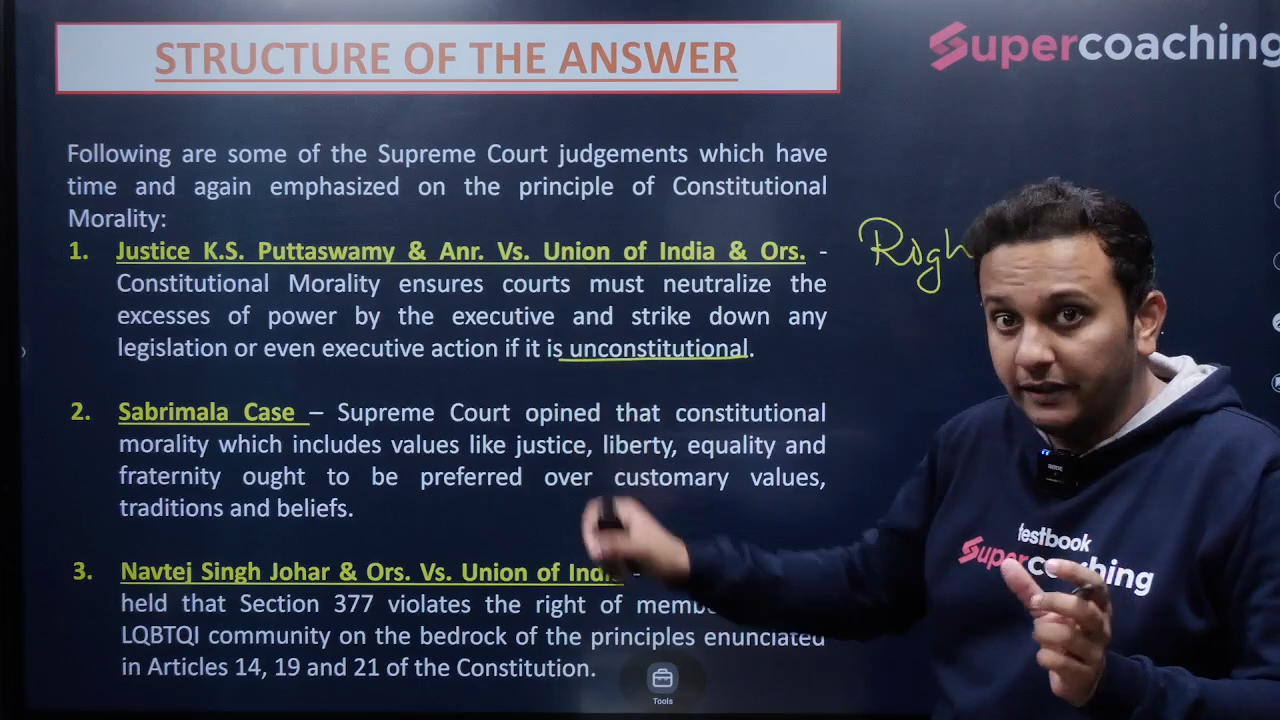 STRUCTURE OF THE ANSWER
Supercoaching
Following are some of the Supreme Court judgements which have
time and again emphasized on the principle of Constitutional
Morality:
1. Justice K.S. Puttaswamy & Anr. Vs. Union of India & Ors. -
Constitutional Morality ensures courts must neutralize the
excesses of power by the executive and strike down any
legislation or even executive action if it is unconstitutional.
Righ
2. Sabrimala Case – Supreme Court opined that constitutional
morality which includes values like justice, liberty, equality and
fraternity ought to be preferred over customary values,
traditions and beliefs.
3. Navtej Singh Johar & Ors. Vs. Union of India -
held that Section 377 violates the right of
LQBTQI community on the bedrock of the principles enunciated
in Articles 14, 19 and 21 of the Constitution.
Tools
testbook
Supercoaching